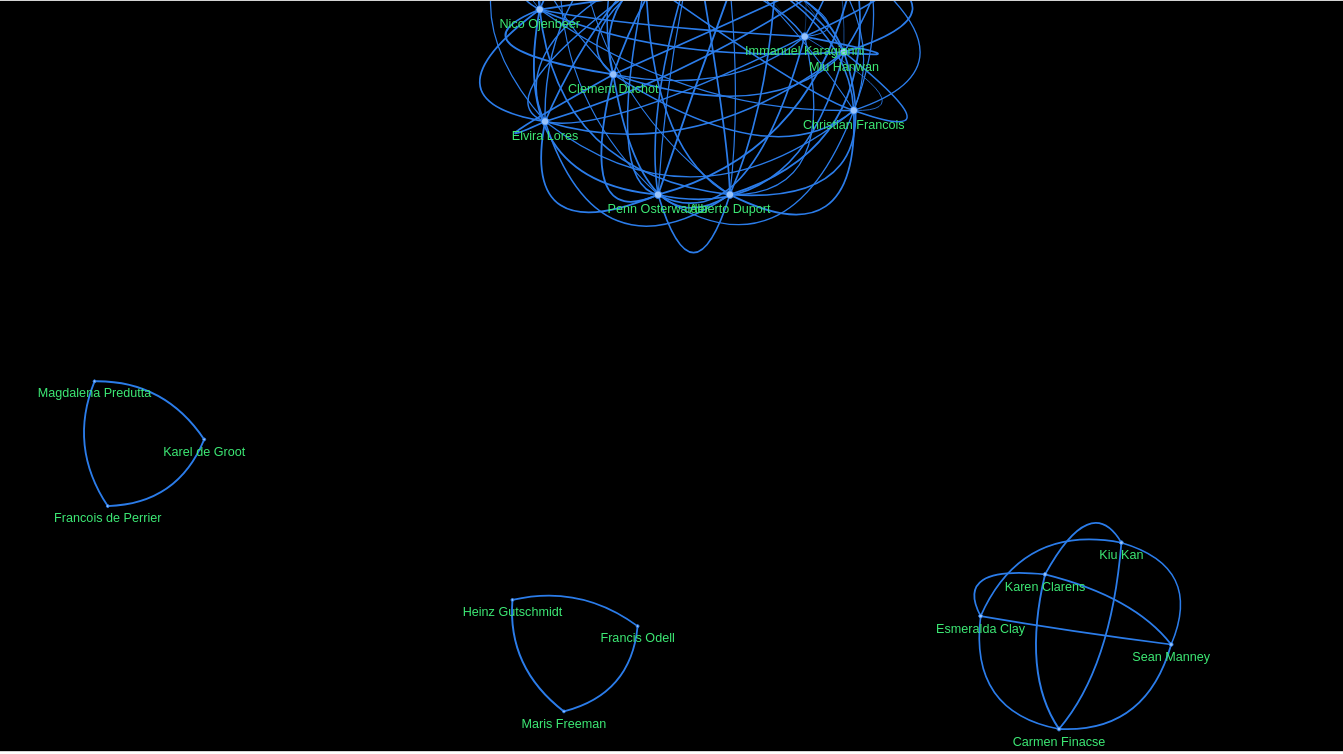 Nico Ojenbeer
Immanuel Karagianni
Miu Hanwan
Clement Duchot
Christian Francois
Elvira Lores
Penn Osterwalder
Alberto Duport
Magdalena Predutta
Karel de Groot
Francois de Perrier
Kiu Kan
Karen Clarens
Heinz Gutschmidt
Esmeralda Clay
Francis Odell
Sean Manney
Maris Freeman
Carmen Finacse